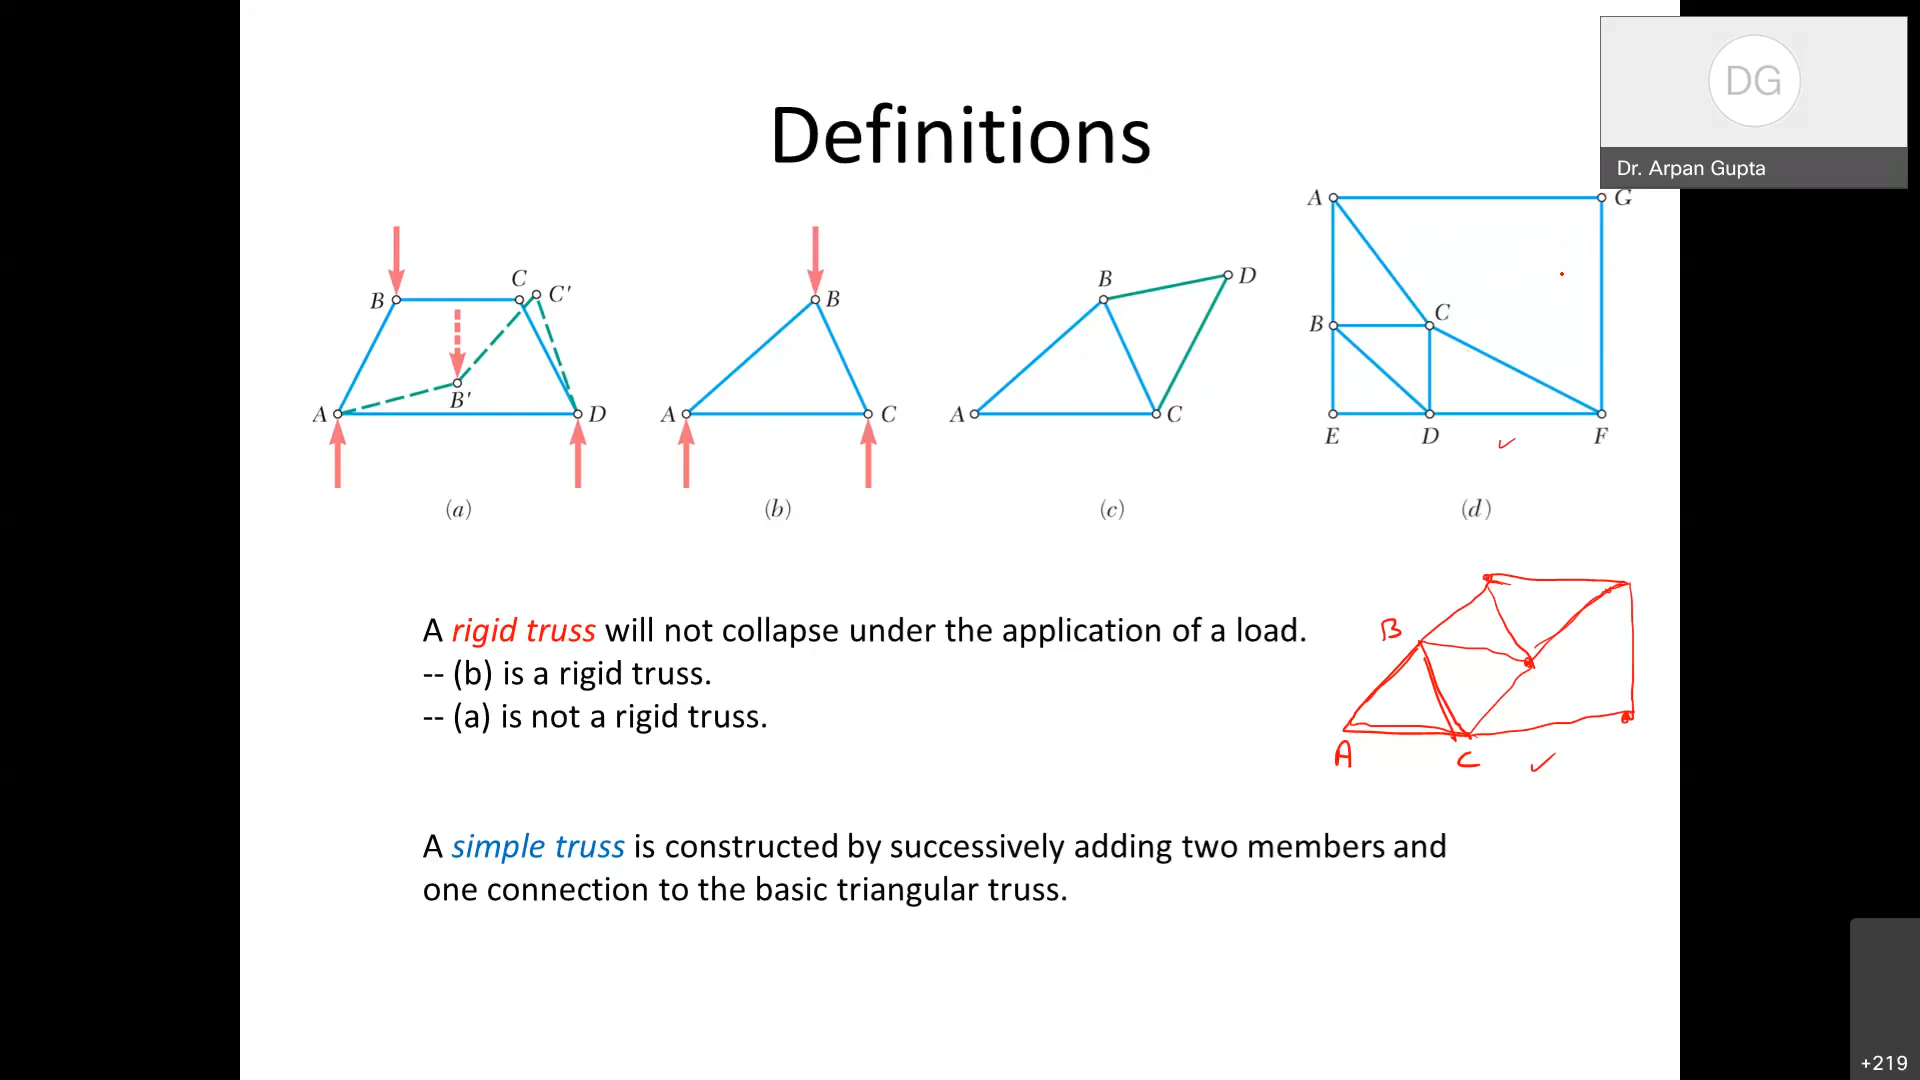 DG
Dr. Arpan Gupta
Definitions
B
C
C'
B'
A
D
(a)
B
A
C
(b)
B
D
A
C
(c)
A
G
B
C
E
D
F
(d)
A rigid truss will not collapse under the application of a load.
-- (b) is a rigid truss.
-- (a) is not a rigid truss.
B
A
C
A simple truss is constructed by successively adding two members and
one connection to the basic triangular truss.
+219